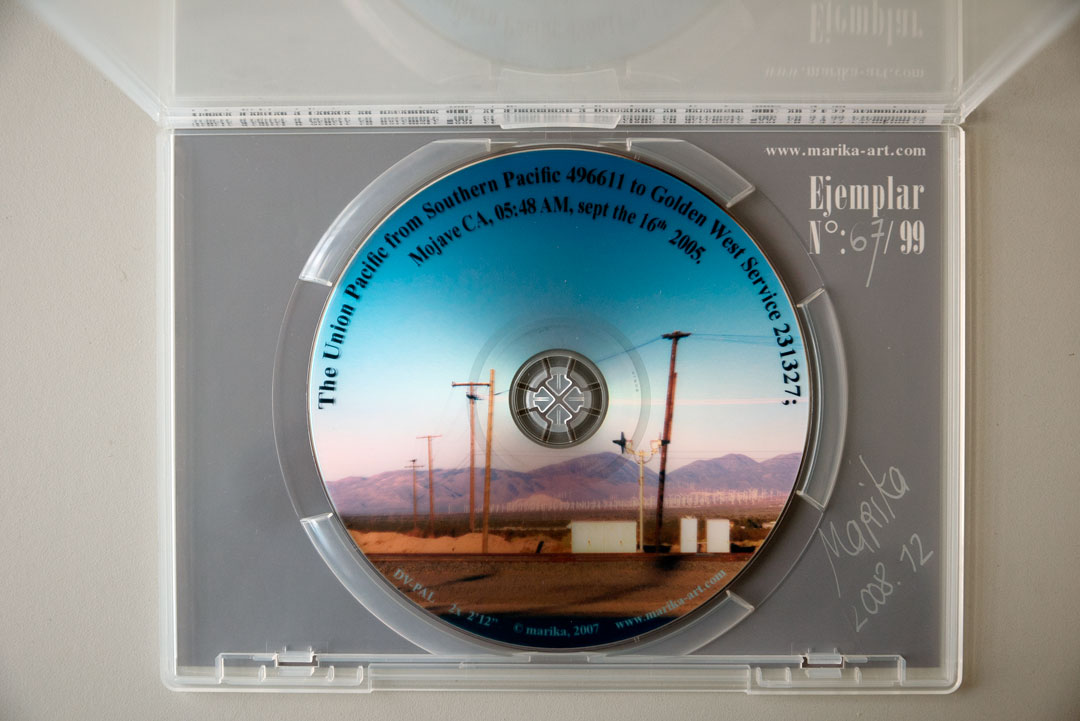 www.marika-art.com
Ejemplar
Nº: 67/99
The Union Pacific from Southern Pacific 496611 to Golden West Service 231327;
Mojave CA, 05:48 AM, sept the 16th 2005.
Marika
2008.12
DV-PAL 1x 2'12" © marika, 2007 www.marika-art.com